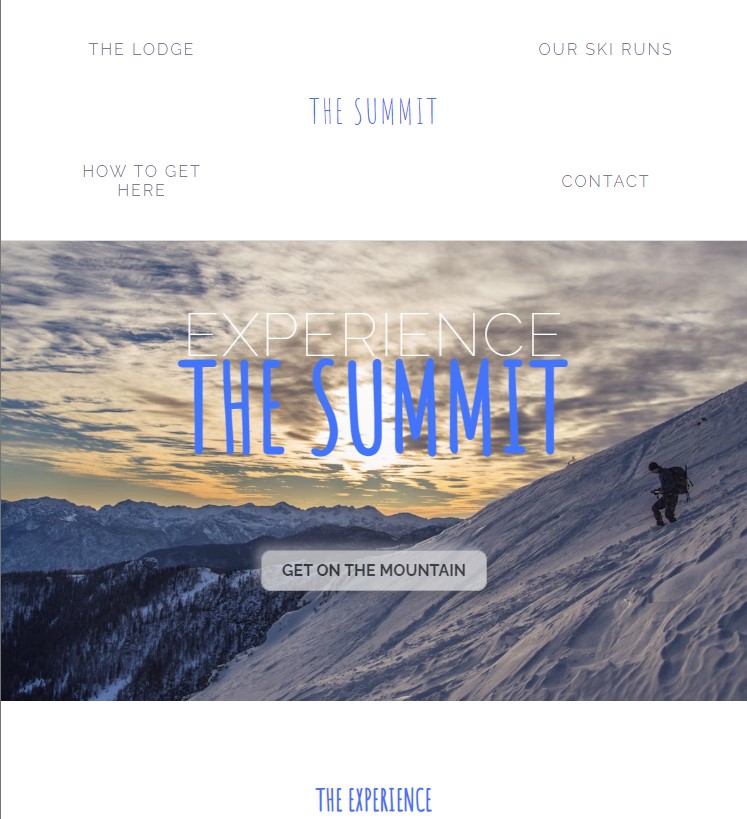 THE LODGE
OUR SKI RUNS
THE SUMMIT
HOW TO GET
HERE
CONTACT
EXPERIENCE
THE SUMMIT
GET ON THE MOUNTAIN
THE EXPERIENCE